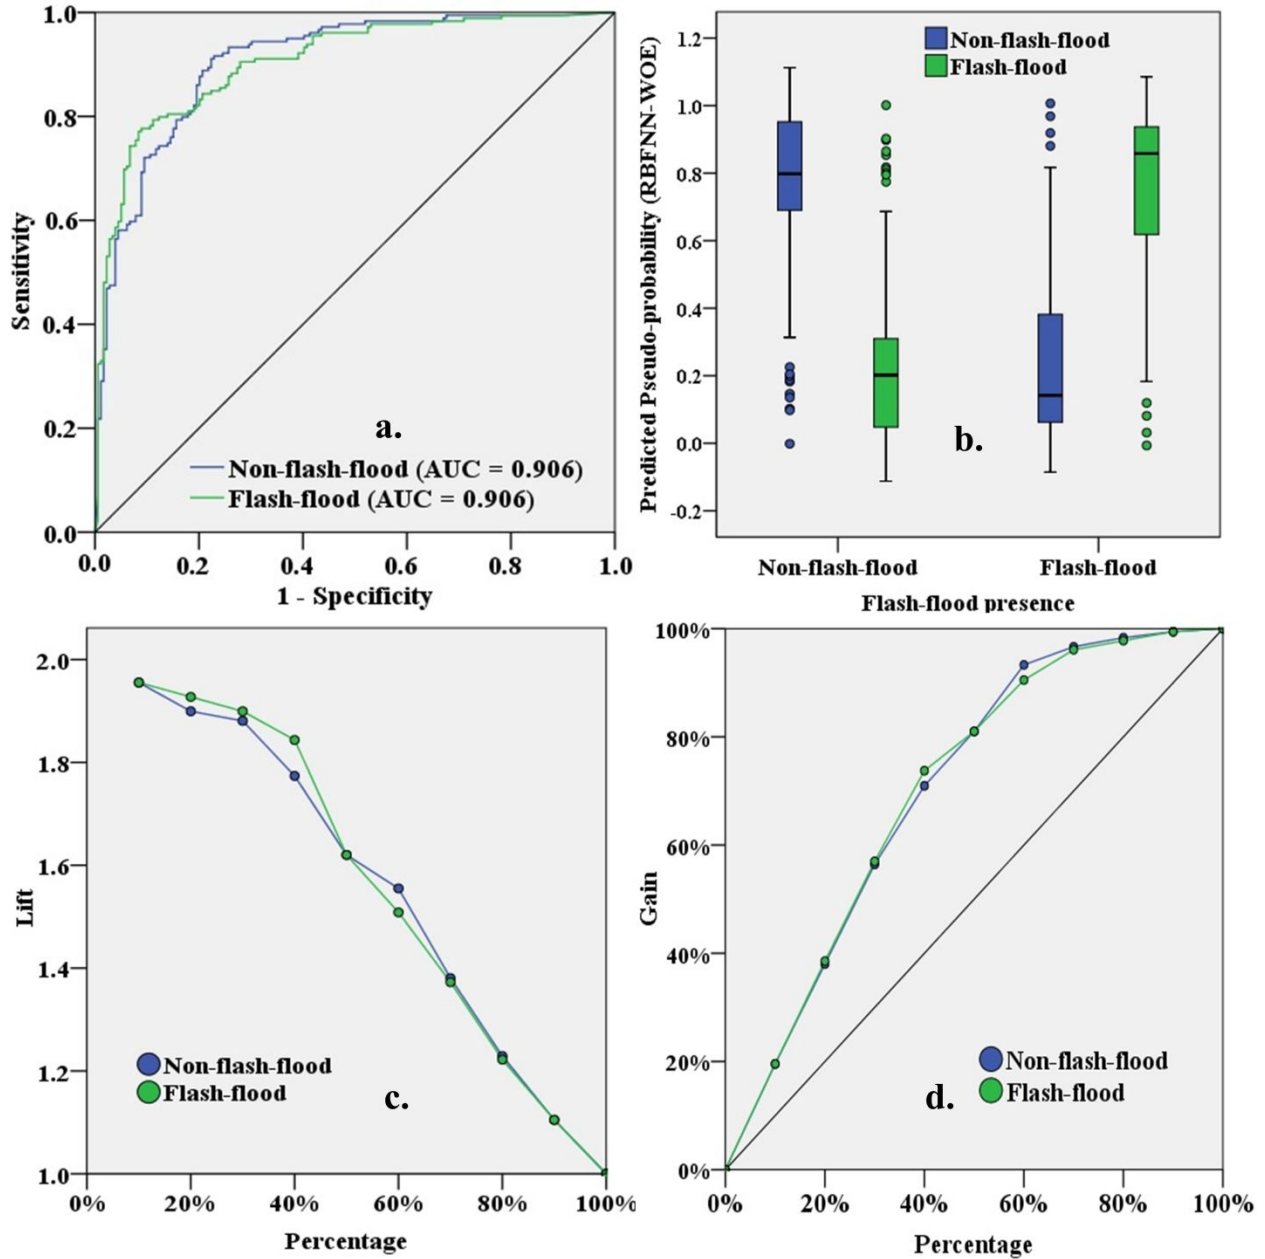 1.0
0.8
0.6
0.4
0.2
0.0
Sensitivity
a.
Non-flash-flood (AUC = 0.906)
Flash-flood (AUC = 0.906)
0.0 0.2 0.4 0.6 0.8 1.0
1 - Specificity
1.2
1.0
0.8
0.6
0.4
0.2
0.0
-0.2
Predicted Pseudo-probability (RBFNN-WOE)
Non-flash-flood
Flash-flood
b.
Non-flash-flood Flash-flood
Flash-flood presence
2.0
1.8
1.6
1.4
1.2
1.0
Lift
Non-flash-flood
Flash-flood
c.
0% 20% 40% 60% 80% 100%
Percentage
100%
80%
60%
40%
20%
0%
Gain
Non-flash-flood
Flash-flood
d.
0% 20% 40% 60% 80% 100%
Percentage